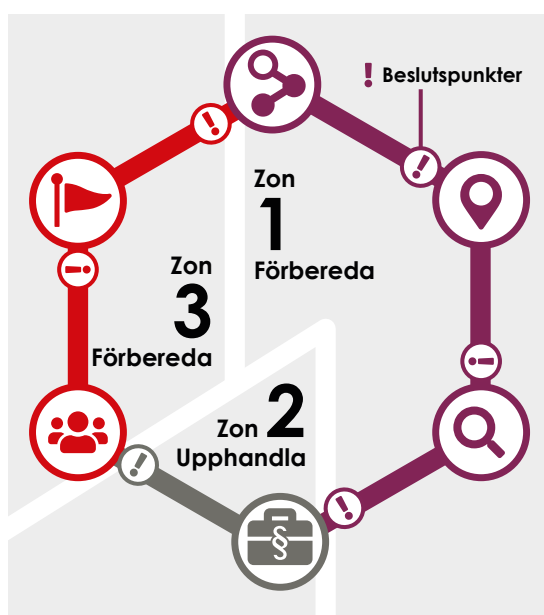 ! Beslutspunkter
Zon
1
Förbereda
Zon
3
Förbereda
Zon 2
Upphandla
§